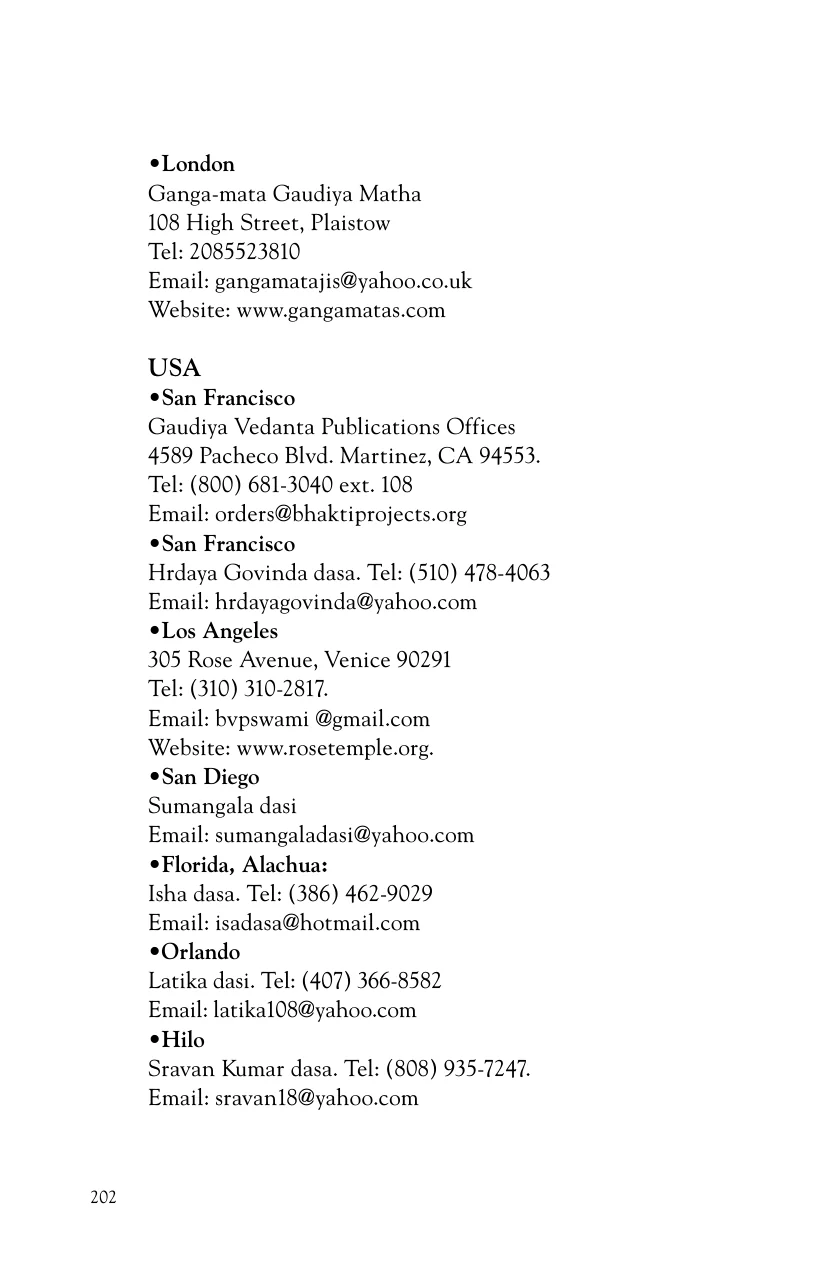 •London
Ganga-mata Gaudiya Matha
108 High Street, Plaistow
Tel: 2085523810
Email: gangamatajis@yahoo.co.uk
Website: www.gangamatas.com
USA
•San Francisco
Gaudiya Vedanta Publications Offices
4589 Pacheco Blvd. Martinez, CA 94553.
Tel: (800) 681-3040 ext. 108
Email: orders@bhaktiprojects.org
•San Francisco
Hrdaya Govinda dasa. Tel: (510) 478-4063
Email: hrdayagovinda@yahoo.com
•Los Angeles
305 Rose Avenue, Venice 90291
Tel: (310) 310-2817.
Email: bvpswami @gmail.com
Website: www.rosetemple.org.
•San Diego
Sumangala dasi
Email: sumangaladasi@yahoo.com
•Florida, Alachua:
Isha dasa. Tel: (386) 462-9029
Email: isadasa@hotmail.com
•Orlando
Latika dasi. Tel: (407) 366-8582
Email: latika108@yahoo.com
•Hilo
Sravan Kumar dasa. Tel: (808) 935-7247.
Email: sravan18@yahoo.com
202